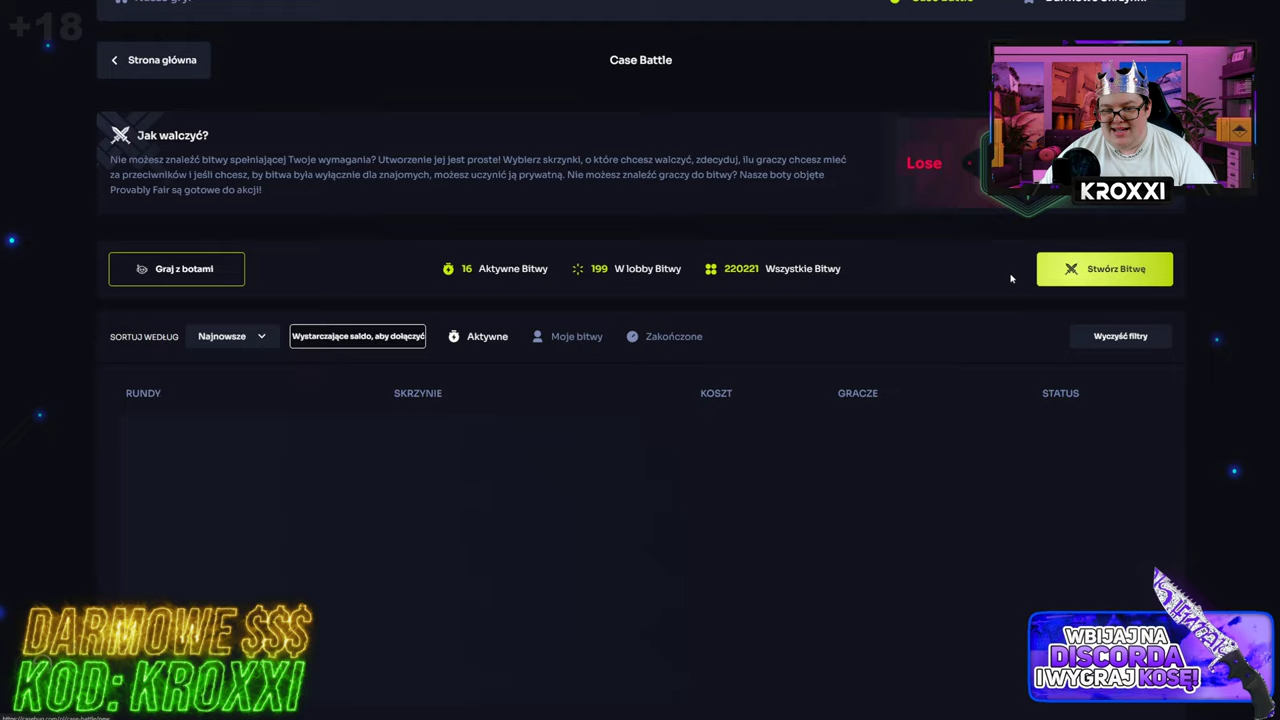 +18
Case Battle
Strona główna
Case Battle
Jak walczyć?
Nie możesz znaleźć bitwy spełniającej Twoje wymagania? Utworzenie jej jest proste! Wybierz skrzynki, o które chcesz walczyć, zdecyduj, ilu graczy chcesz mieć
za przeciwników i jeśli chcesz, by bitwa była wyłącznie dla znajomych, możesz uczynić ją prywatną. Nie możesz znaleźć graczy do bitwy? Nasze boty objęte
Provably Fair są gotowe do akcji!
Lose
KROXXI
Graj z botami
16 Aktywne Bitwy
199 W lobby Bitwy
220221 Wszystkie Bitwy
Stwórz Bitwę
SORTUJ WEDŁUG
Najnowsze
Wystarczające saldo, aby dołączyć
Aktywne
Moje bitwy
Zakończone
Wyczyść filtry
RUNDY
SKRZYNIE
KOSZT
GRACZE
STATUS
DARMOWE $$$
KOD: KROXXI
WBIJAJ NA
DISCORDA
I WYGRAJ KOSĘ!